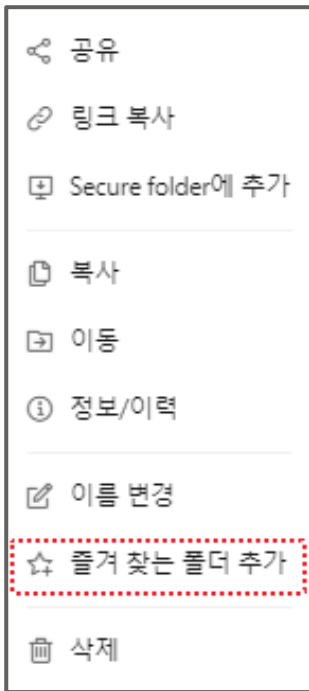 공유
링크 복사
Secure folder에 추가
복사
이동
정보/이력
이름 변경
즐겨 찾는 폴더 추가
삭제